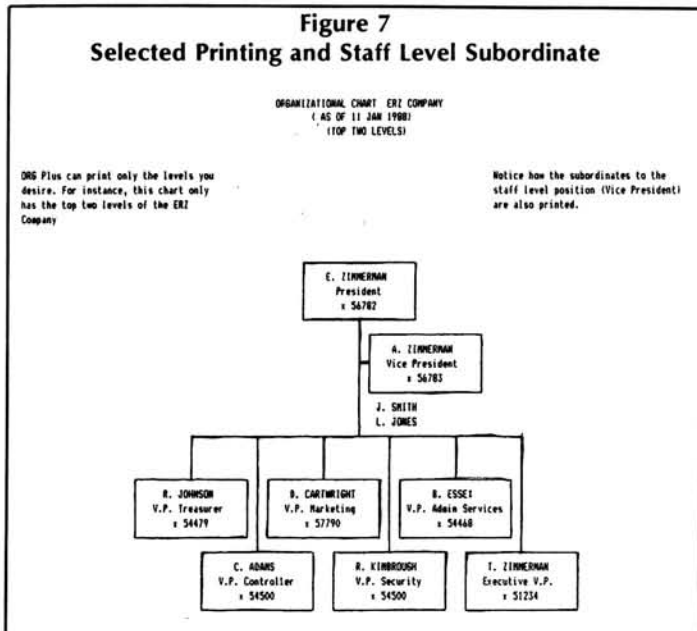 Figure 7
Selected Printing and Staff Level Subordinate
ORGANIZATIONAL CHART ERZ COMPANY
( AS OF 11 JAN 1988)
(TOP TWO LEVELS)
ORG Plus can print only the levels you
desire. For instance, this chart only
has the top two levels of the ERZ
Company
Notice how the subordinates to the
staff level position (Vice President)
are also printed.
E. ZIMMERMAN
President
x 56782
A. ZIMMERMAN
Vice President
x 56783
J. SMITH
L. JONES
R. JOHNSON
V.P. Treasurer
x 54479
D. CARTWRIGHT
V.P. Marketing
x 57790
B. ESSEX
V.P. Admin Services
x 54468
C. ADAMS
V.P. Controller
x 54500
R. KIMBROUGH
V.P. Security
x 54500
T. ZIMMERMAN
Executive V.P.
x 51234